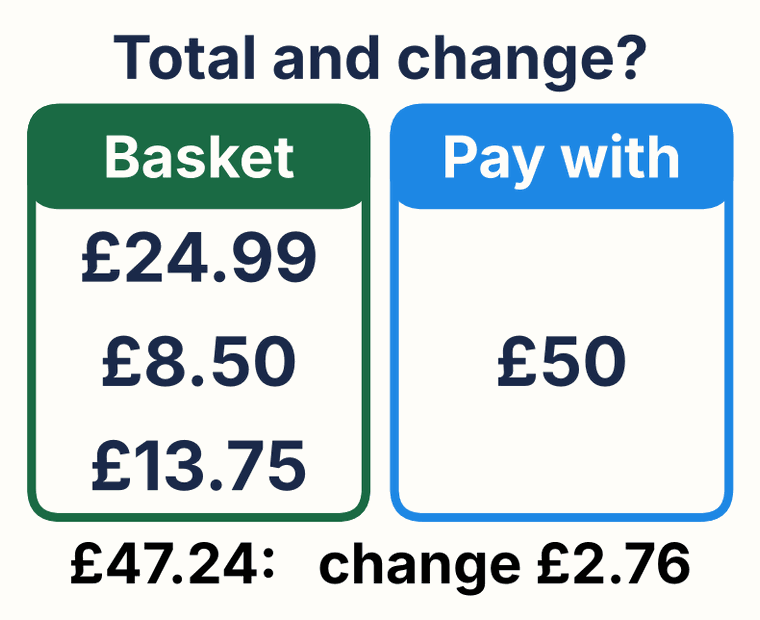 Total and change?
Basket
£24.99
£8.50
£13.75
Pay with
£50
£47.24: change £2.76